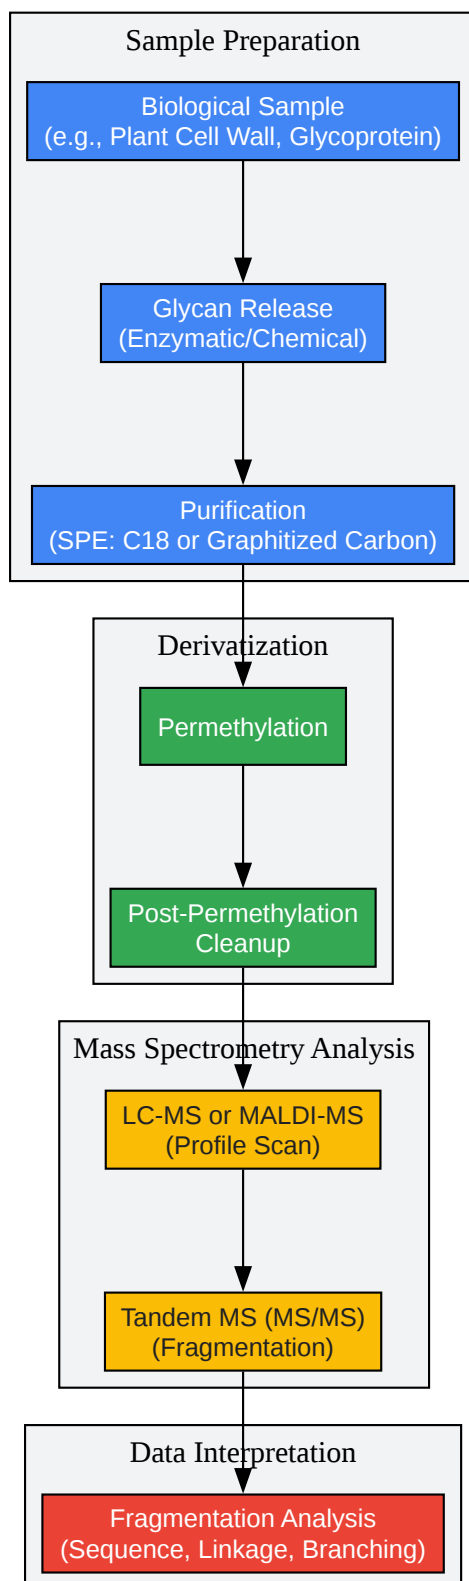 Sample Preparation
Biological Sample
(e.g., Plant Cell Wall, Glycoprotein)
Glycan Release
(Enzymatic/Chemical)
Purification
(SPE: C18 or Graphitized Carbon)
Derivatization
Permethylation
Post-Permethylation
Cleanup
Mass Spectrometry Analysis
LC-MS or MALDI-MS
(Profile Scan)
Tandem MS (MS/MS)
(Fragmentation)
Data Interpretation
Fragmentation Analysis
(Sequence, Linkage, Branching)